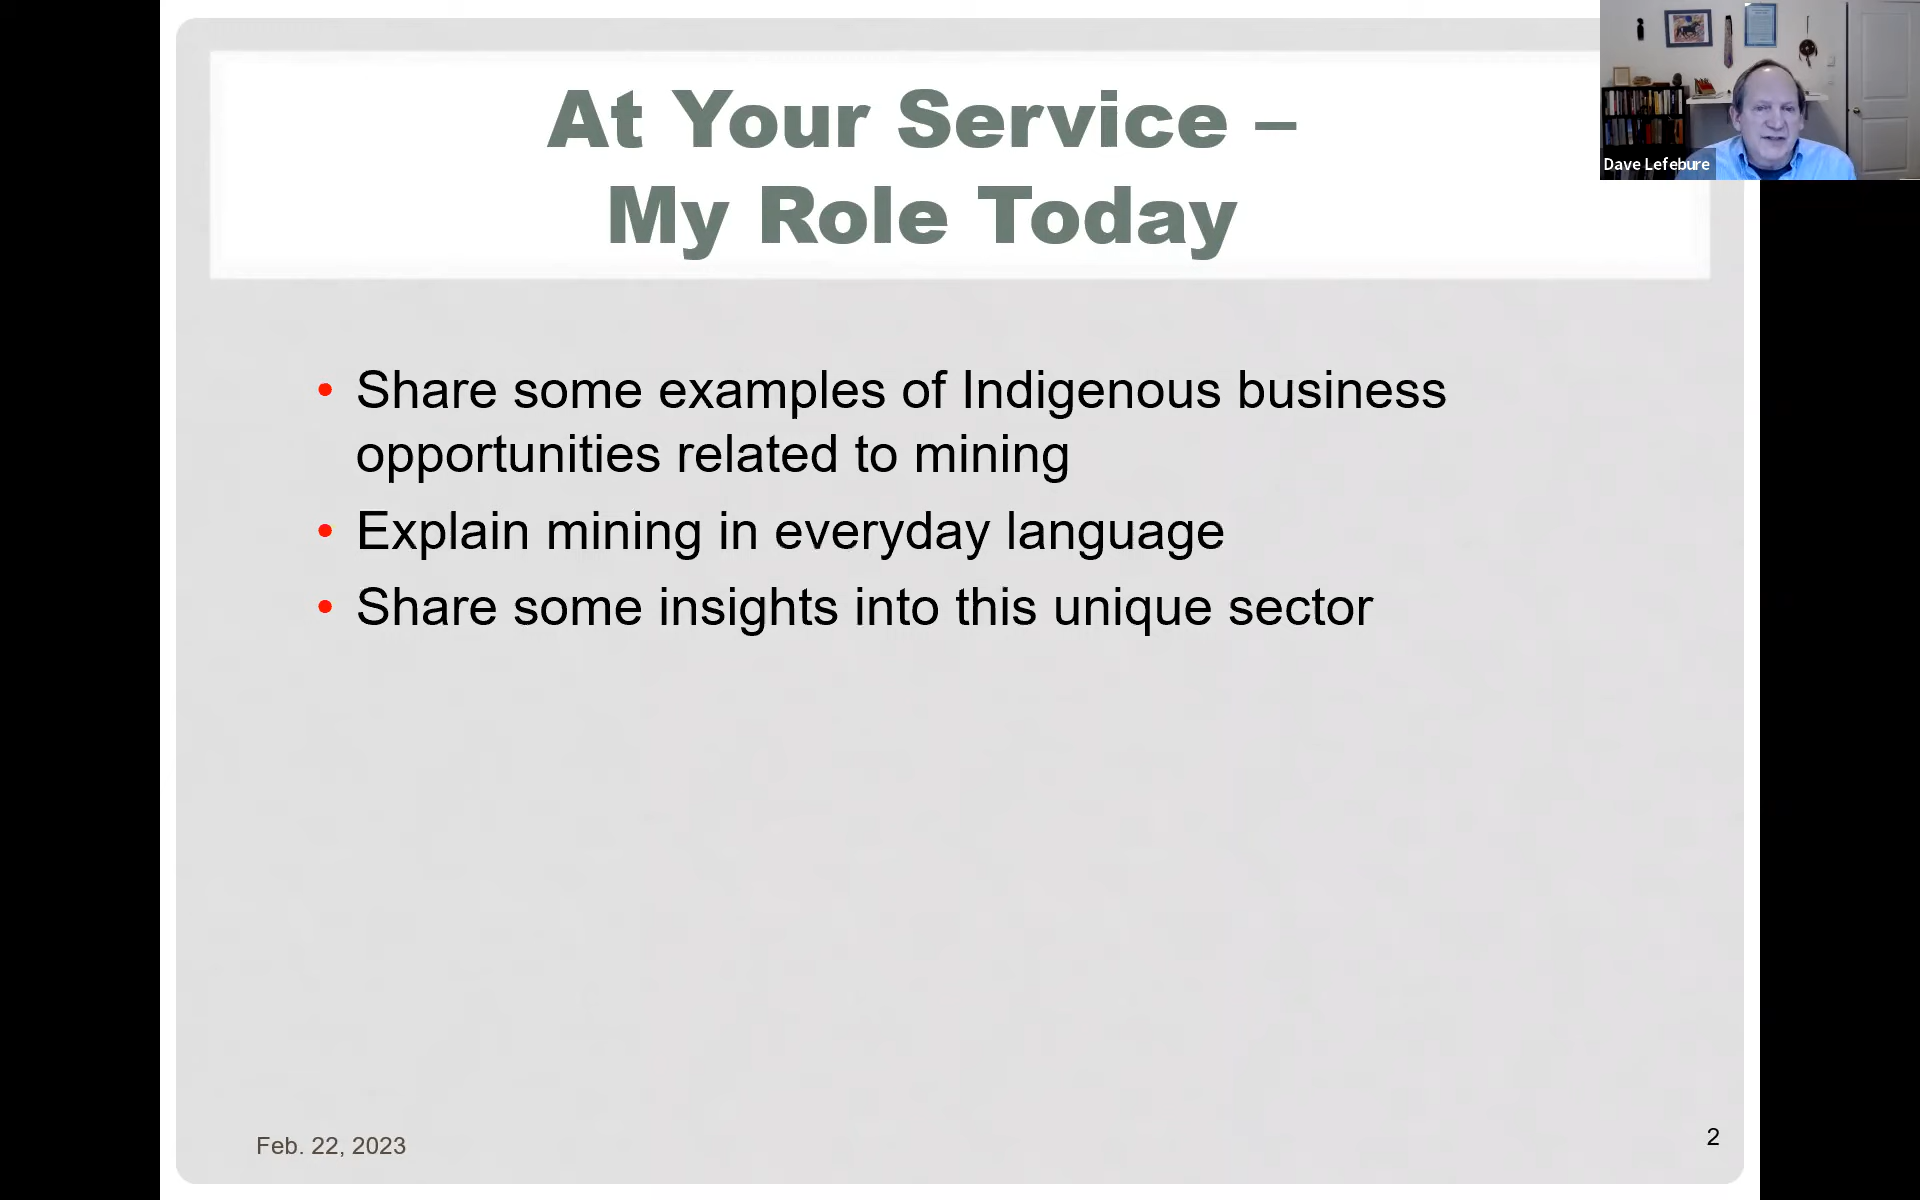 At Your Service –
My Role Today
Dave Lefebure
• Share some examples of Indigenous business
opportunities related to mining
• Explain mining in everyday language
• Share some insights into this unique sector
Feb. 22, 2023
2